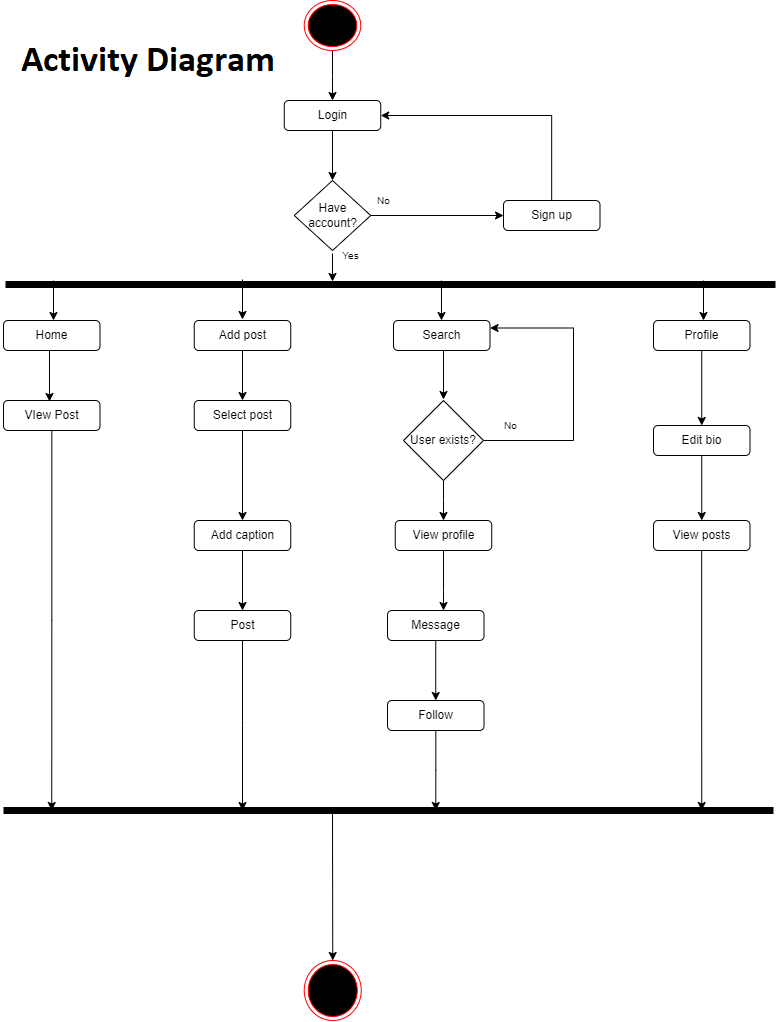 Activity Diagram
Login
Have
account?
No
Sign up
Yes
Home
Add post
Search
Profile
VIew Post
Select post
User exists?
No
Edit bio
Add caption
View profile
View posts
Post
Message
Follow